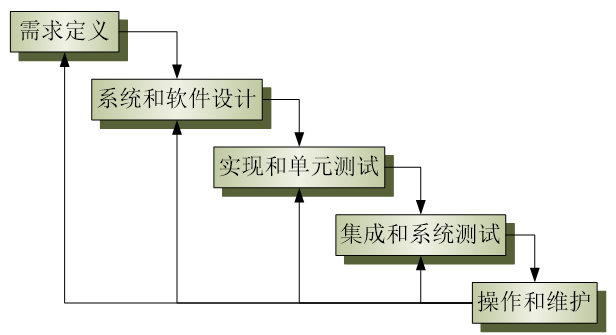 需求定义
系统和软件设计
实现和单元测试
集成和系统测试
操作和维护